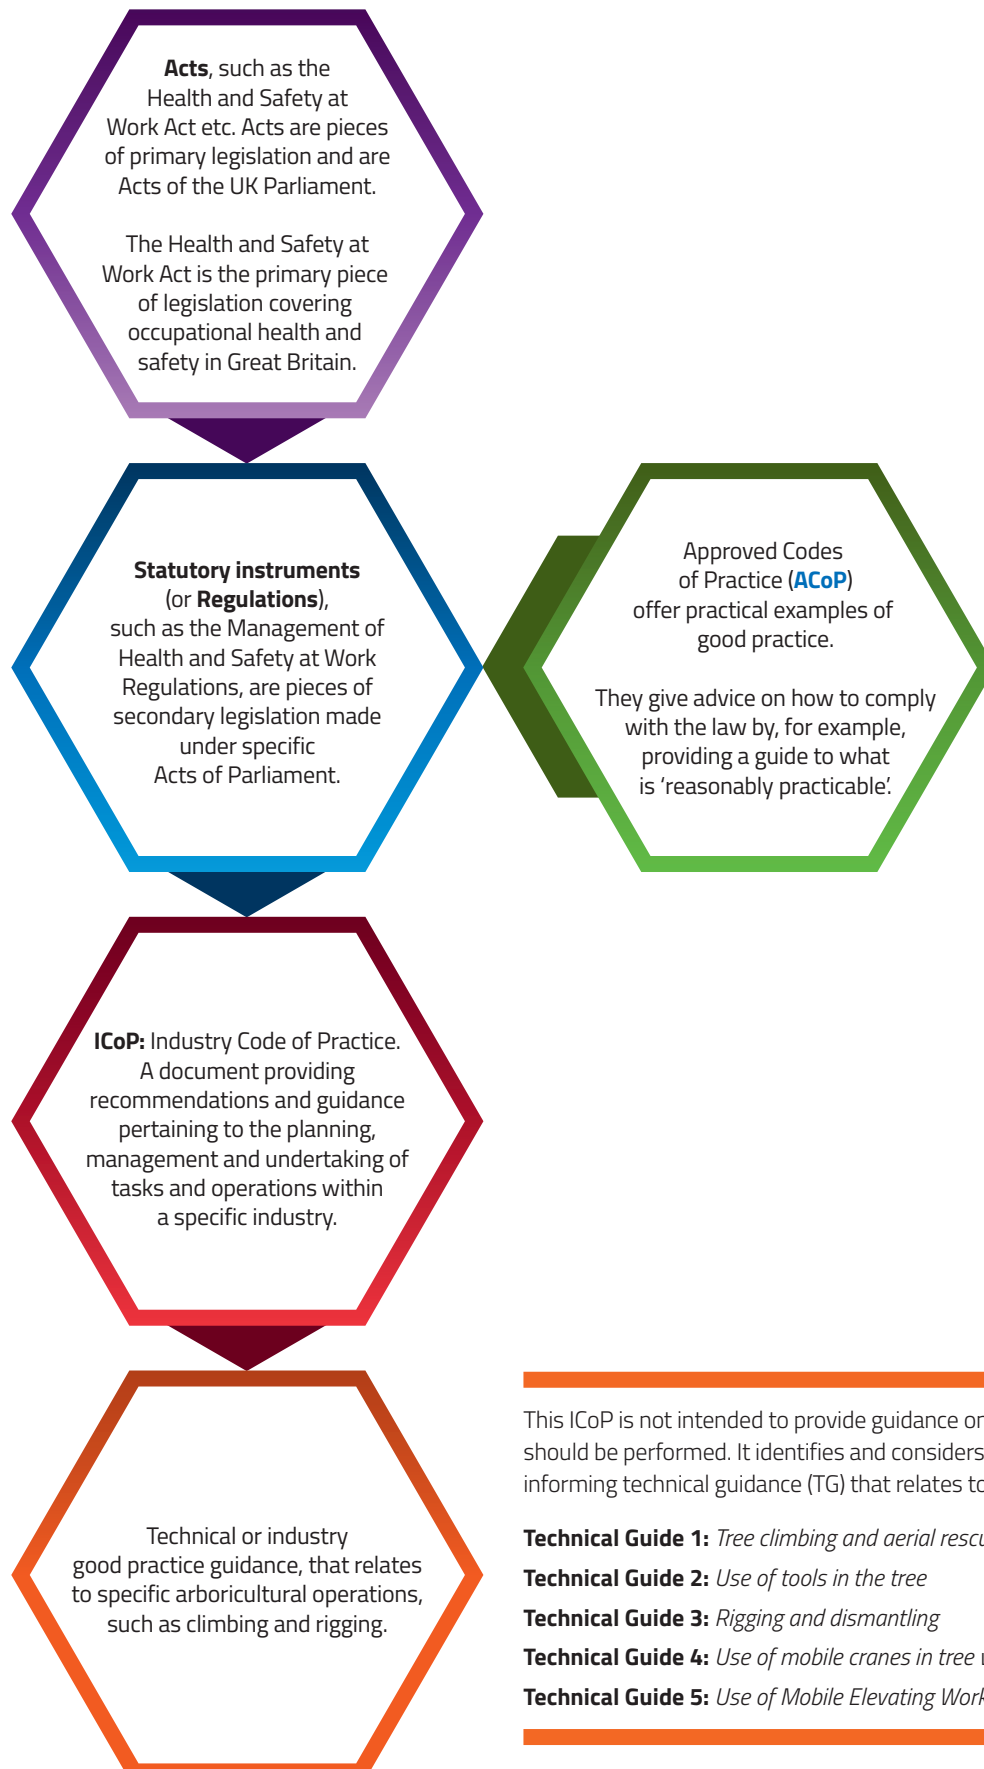 Acts, such as the
Health and Safety at
Work Act etc. Acts are pieces
of primary legislation and are
Acts of the UK Parliament.
The Health and Safety at
Work Act is the primary piece
of legislation covering
occupational health and
safety in Great Britain.
Statutory instruments
(or Regulations),
such as the Management of
Health and Safety at Work
Regulations, are pieces of
secondary legislation made
under specific
Acts of Parliament.
Approved Codes
of Practice (ACoP)
offer practical examples of
good practice.
They give advice on how to comply
with the law by, for example,
providing a guide to what
is ‘reasonably practicable’.
ICoP: Industry Code of Practice.
A document providing
recommendations and guidance
pertaining to the planning,
management and undertaking of
tasks and operations within
a specific industry.
Technical or industry
good practice guidance, that relates
to specific arboricultural operations,
such as climbing and rigging.
This ICoP is not intended to provide guidance
should be performed. It identifies and considers
informing technical guidance (TG) that relates
Technical Guide 1: Tree climbing and aerial
Technical Guide 2: Use of tools in the tree
Technical Guide 3: Rigging and dismantling
Technical Guide 4: Use of mobile cranes in tree
Technical Guide 5: Use of Mobile Elevating